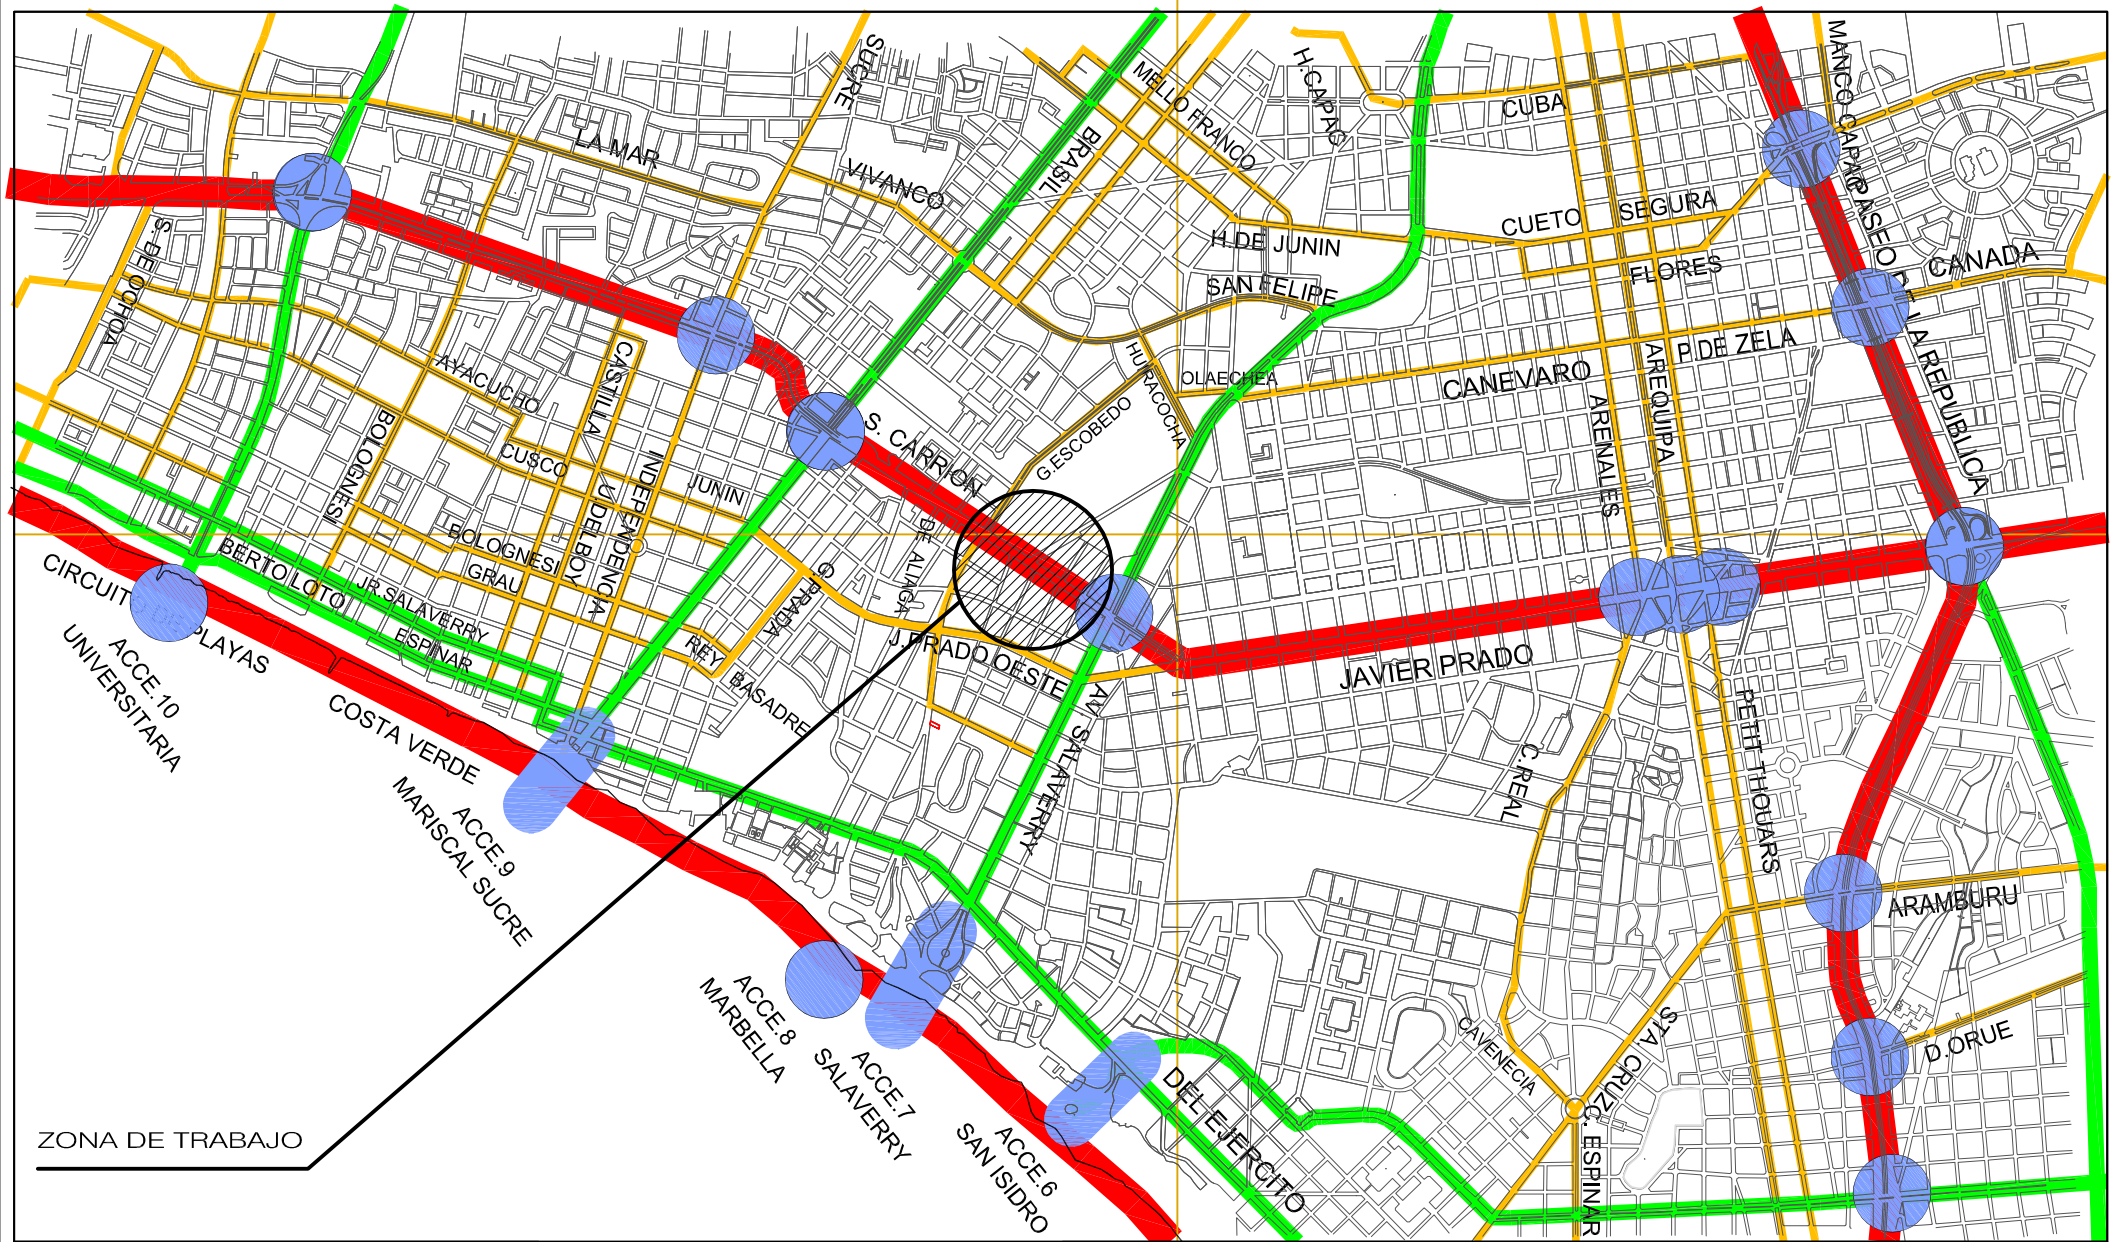 SUCRE
MELLO FRANCO
H.CAPAC
CUBA
MANCO CAPAC
LA MAR
VIVANCO
BRASIL
S. DE OCHOA
H.DE JUNIN
CUETO
SEGURA
PASEO DE LA REPUBLICA
CANADA
SAN FELIPE
FLORES
AYACUCHO
CASTILLA
HUIRACOCHA
OLAECHEA
CANEVARO
P.DE ZELA
AREQUIPA
ARENALES
G.ESCOBEDO
S. CARRION
BOLOGNESI
CUSCO
INDEPENDENCIA
JUNIN
VIDELBOY
BOLOGNESI
GRAU
DE ALIAGA
G. PRADA
BERTO LOTO
JR.SALAVERRY
ESPINAR
CIRCUITO DE PLAYAS
REY
BASADRE
J.PRADO OESTE
JAVIER PRADO
AV. SALAVERRY
PETIT THOUARS
C.REAL
COSTA VERDE
ACCE.10
UNIVERSITARIA
ACCE.9
MARISCAL SUCRE
ARAMBURU
ACCE.8
MARBELLA
ACCE.7
SALAVERRY
ACCE.6
SAN ISIDRO
DEL EJERCITO
CAVENECIA
STA. CRUZ
D.ORUE
C. ESPINAR
ZONA DE TRABAJO